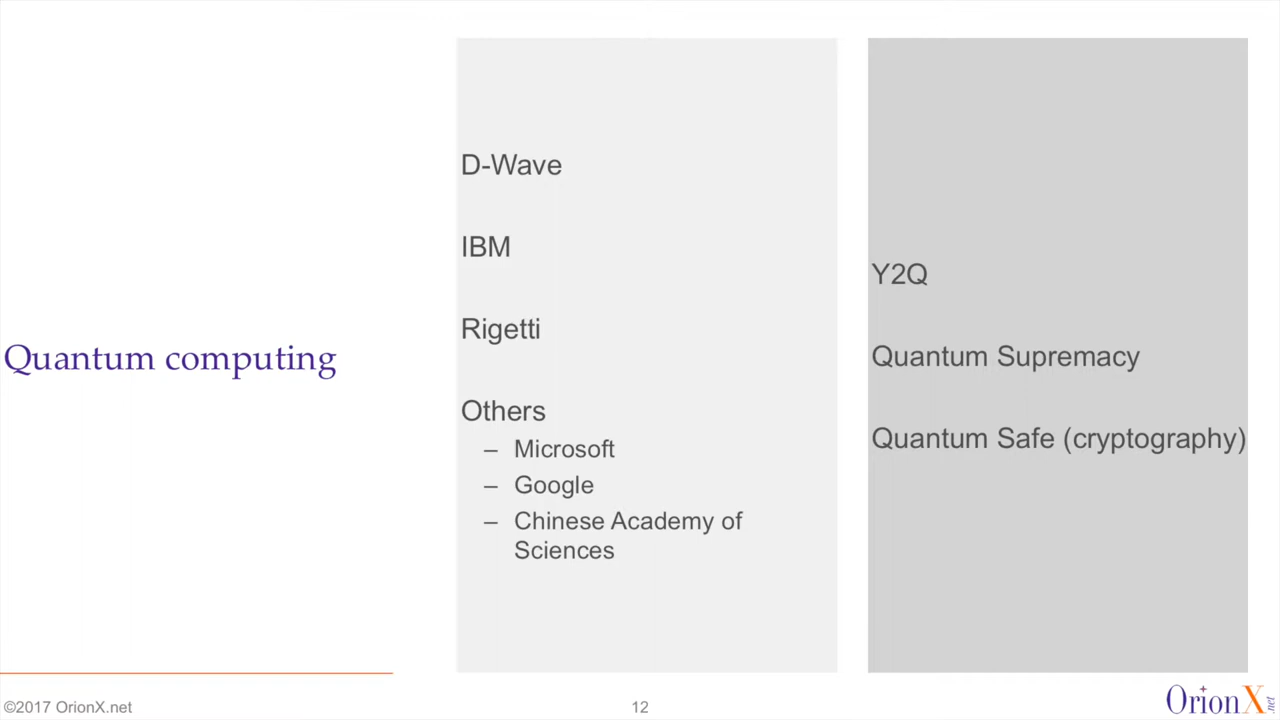 Quantum computing
D-Wave
IBM
Rigetti
Others
– Microsoft
– Google
– Chinese Academy of
Sciences
Y2Q
Quantum Supremacy
Quantum Safe (cryptography)
©2017 OrionX.net
12
OrionX.net